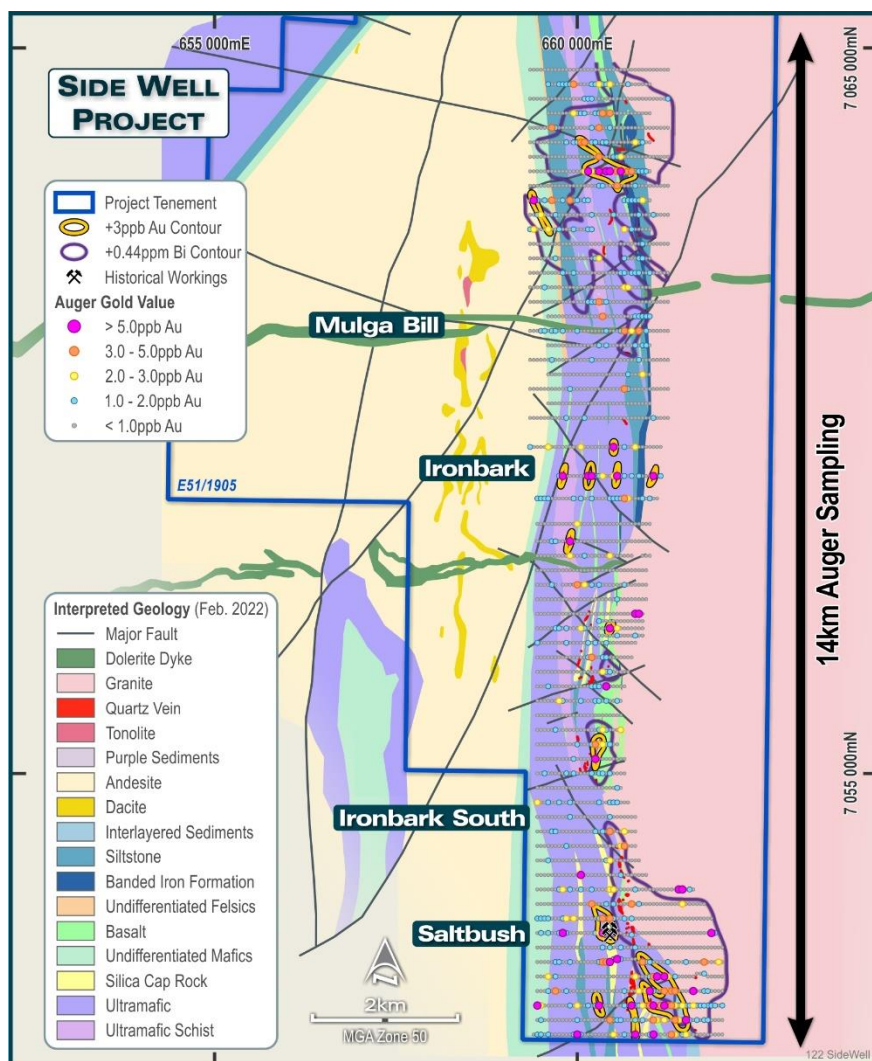 655 000mE
660 000mE
7 065 000mN
SIDE WELL
PROJECT
Project Tenement
+3ppb Au Contour
+0.44ppm Bi Contour
Historical Workings
Auger Gold Value
> 5.0ppb Au
3.0 - 5.0ppb Au
2.0 - 3.0ppb Au
1.0 - 2.0ppb Au
< 1.0ppb Au
Mulga Bill
Ironbark
E51/1905
14km Auger Sampling
Interpreted Geology (Feb. 2022)
Major Fault
Dolerite Dyke
Granite
Quartz Vein
Tonolite
Purple Sediments
Andesite
Dacite
Interlayered Sediments
Siltstone
Banded Iron Formation
Undifferentiated Felsics
Basalt
Undifferentiated Mafics
Silica Cap Rock
Ultramafic
Ultramafic Schist
7 055 000mN
Ironbark South
Saltbush
2km
MGA Zone 50
122 SideWell